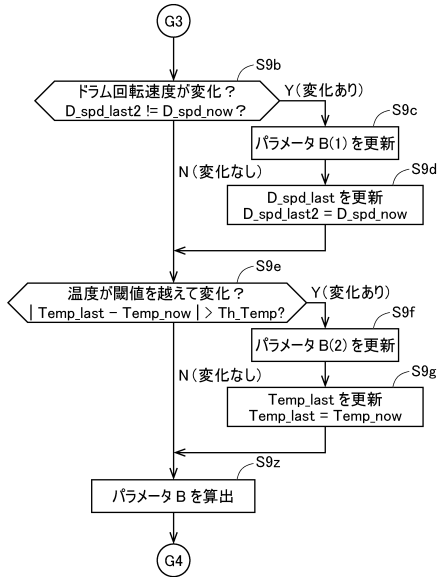 G3
S9b
ドラム回転速度が変化？
D_spd_last2 != D_spd_now？
Y（変化あり）
S9c
パラメータ B(1) を更新
N（変化なし）
S9d
D_spd_last を更新
D_spd_last2 = D_spd_now
S9e
温度が閾値を越えて変化？
| Temp_last − Temp_now | > Th_Temp?
Y（変化あり）
S9f
パラメータ B(2) を更新
N（変化なし）
S9g
Temp_last を更新
Temp_last = Temp_now
S9z
パラメータ B を算出
G4